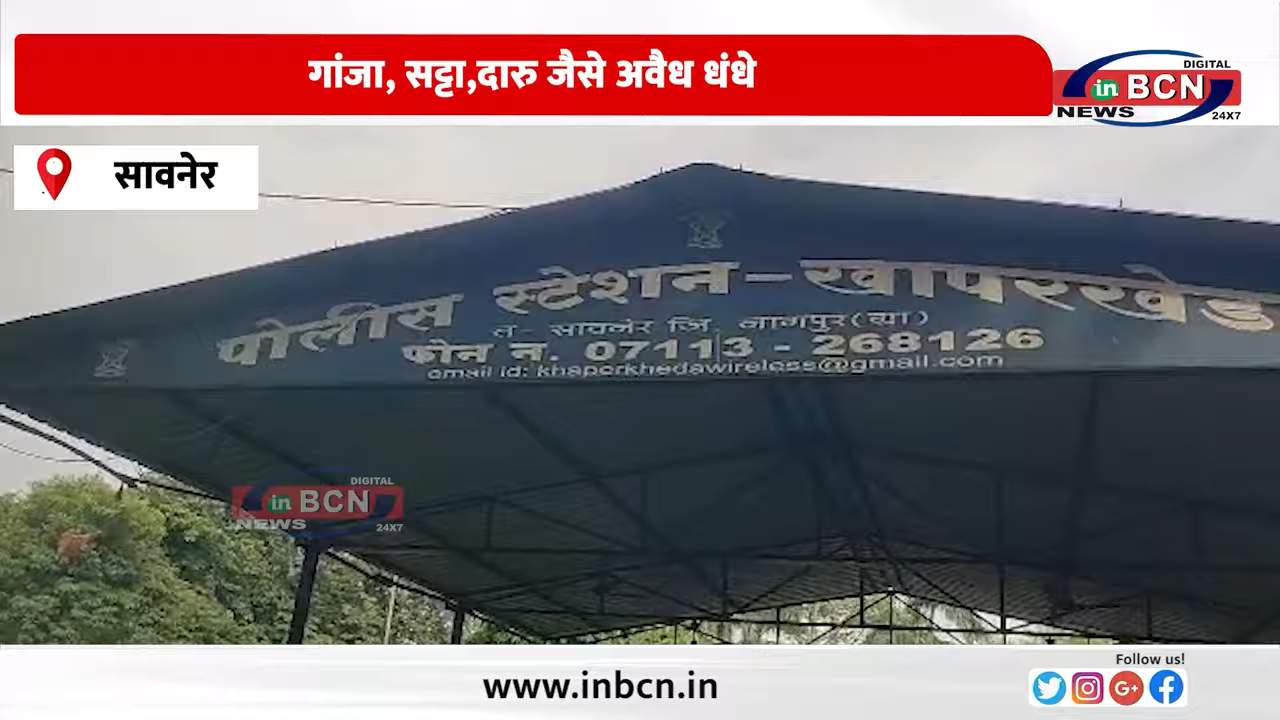 गांजा, सट्टा,दारु जैसे अवैध धंधे
DIGITAL
in BCN
NEWS 24X7
सावनेर
पोलीस स्टेशन-खापरखेड
त- सावनेर जि. नागपुर(ग्रा)
फोन न. 07113 - 268126
email id: khaperkhedawireless@gmail.com
DIGITAL
in BCN
NEWS 24X7
Follow us!
www.inbcn.in